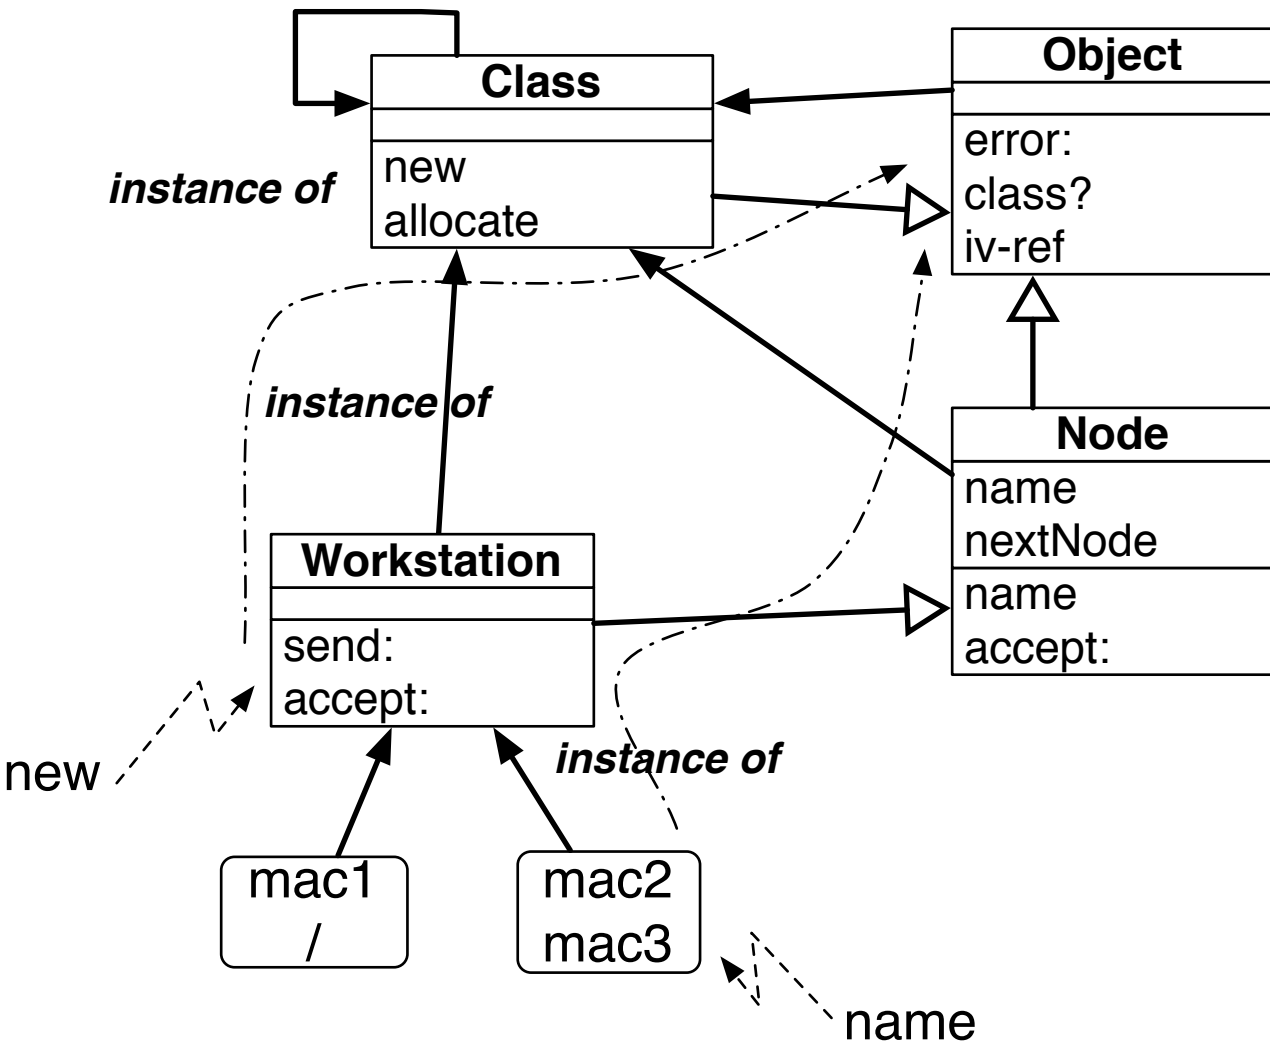 Class
new
allocate
Object
error:
class?
iv-ref
instance of
instance of
Node
name
nextNode
name
accept:
Workstation
send:
accept:
new
instance of
mac1
/
mac2
mac3
name